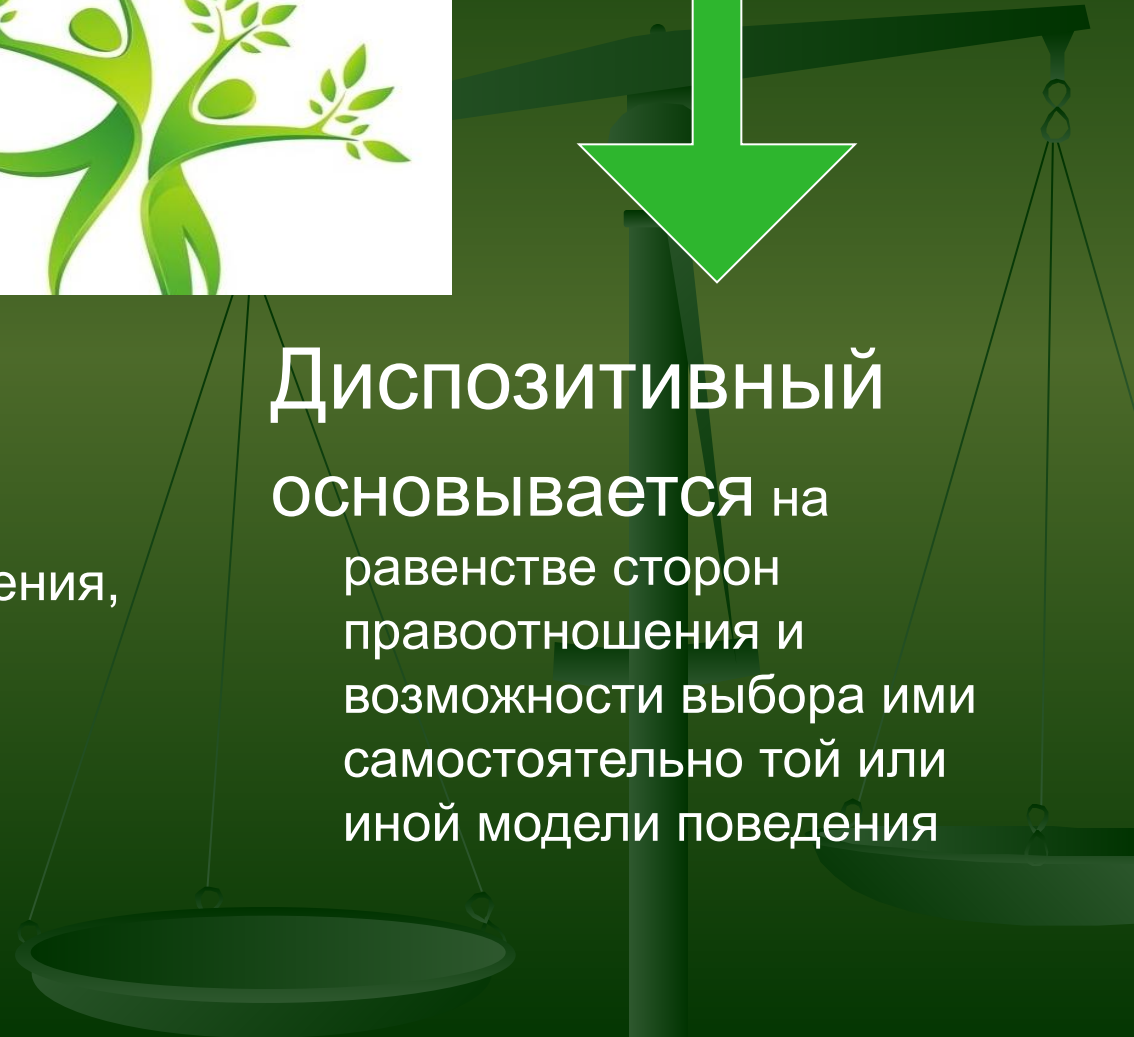 Диспозитивный
основывается на
равенстве сторон
правоотношения и
возможности выбора ими
самостоятельно той или
иной модели поведения
ения,